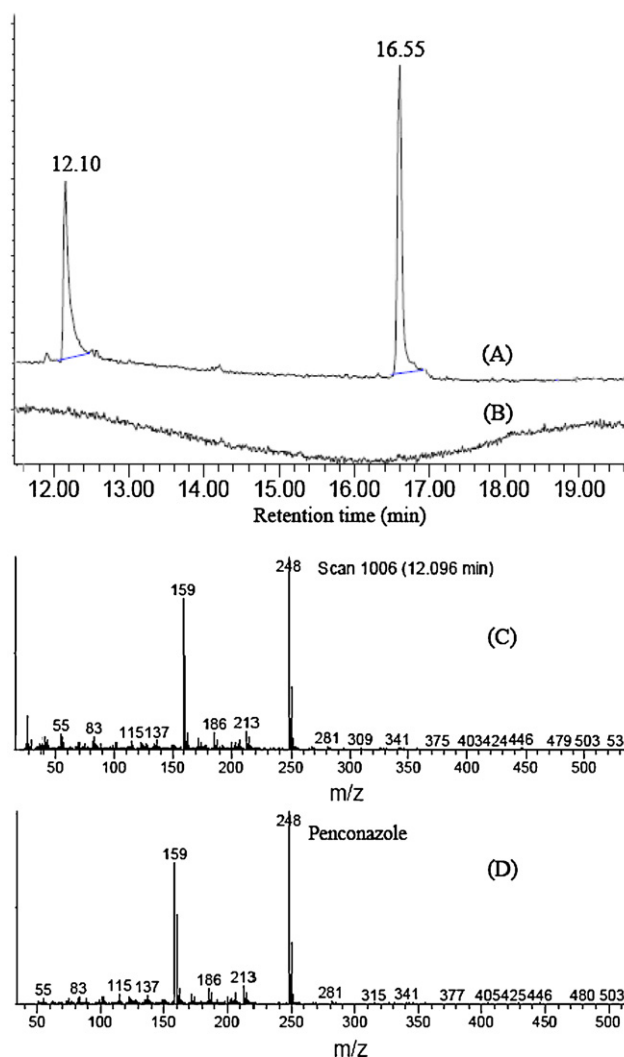 16.55
12.10
(A)
(B)
12.00 13.00 14.00 15.00 16.00 17.00 18.00 19.00
Retention time (min)
248 Scan 1006 (12.096 min)
159
(C)
55 83 115 137 186 213 281 309 341 375 403 424 446 479 503 53
50 100 150 200 250 300 350 400 450 500
m/z
248 Penconazole
159
(D)
55 83 115 137 186 213 281 315 341 377 405 425 446 480 503
50 100 150 200 250 300 350 400 450 500
m/z